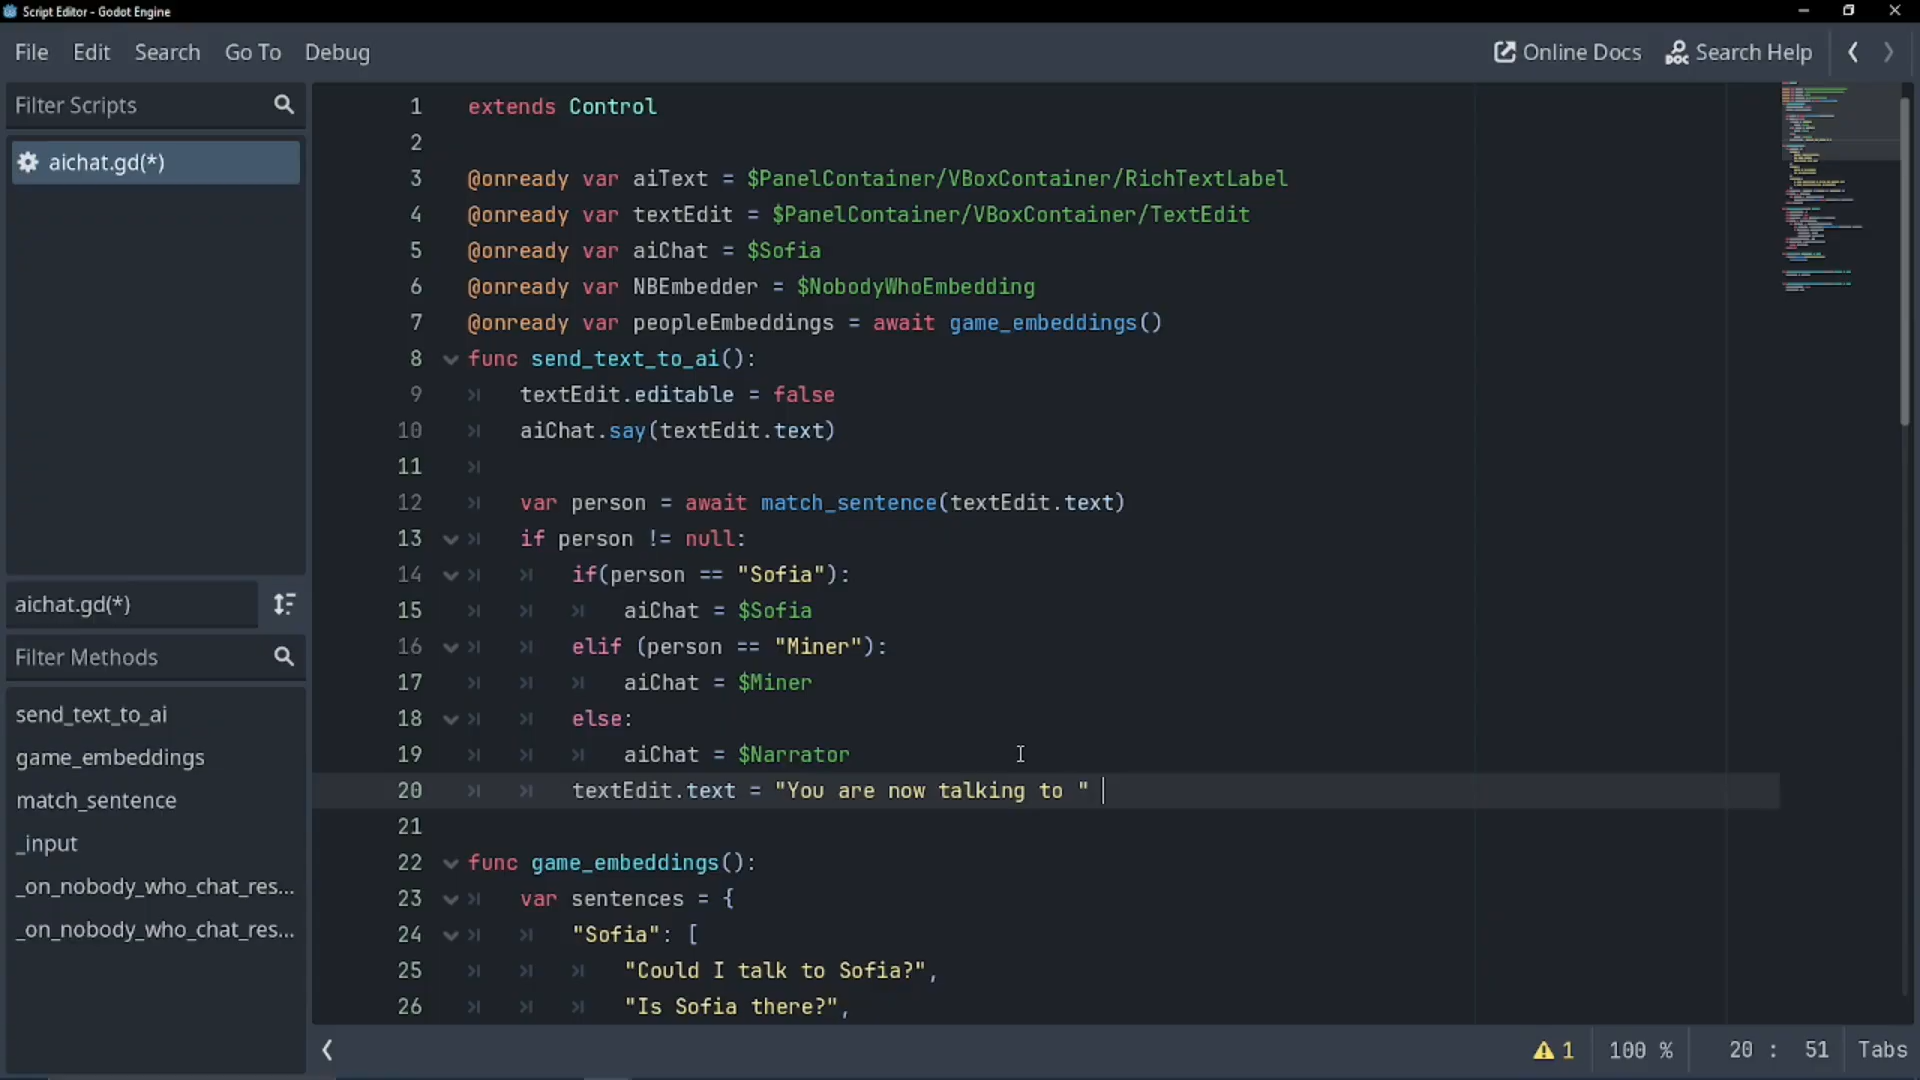 Script Editor - Godot Engine
File Edit Search Go To Debug
Online Docs Search Help
Filter Scripts
aichat.gd(*)
aichat.gd(*)
Filter Methods
send_text_to_ai
game_embeddings
match_sentence
_input
_on_nobody_who_chat_res...
_on_nobody_who_chat_res...
1 extends Control
2
3 @onready var aiText = $PanelContainer/VBoxContainer/RichTextLabel
4 @onready var textEdit = $PanelContainer/VBoxContainer/TextEdit
5 @onready var aiChat = $Sofia
6 @onready var NBEmbedder = $NobodyWhoEmbedding
7 @onready var peopleEmbeddings = await game_embeddings()
8 func send_text_to_ai():
9 textEdit.editable = false
10 aiChat.say(textEdit.text)
11
12 var person = await match_sentence(textEdit.text)
13 if person != null:
14 if(person == "Sofia"):
15 aiChat = $Sofia
16 elif (person == "Miner"):
17 aiChat = $Miner
18 else:
19 aiChat = $Narrator
20 textEdit.text = "You are now talking to "
21
22 func game_embeddings():
23 var sentences = {
24 "Sofia": [
25 "Could I talk to Sofia?",
26 "Is Sofia there?",
1 100 % 20 : 51 Tabs